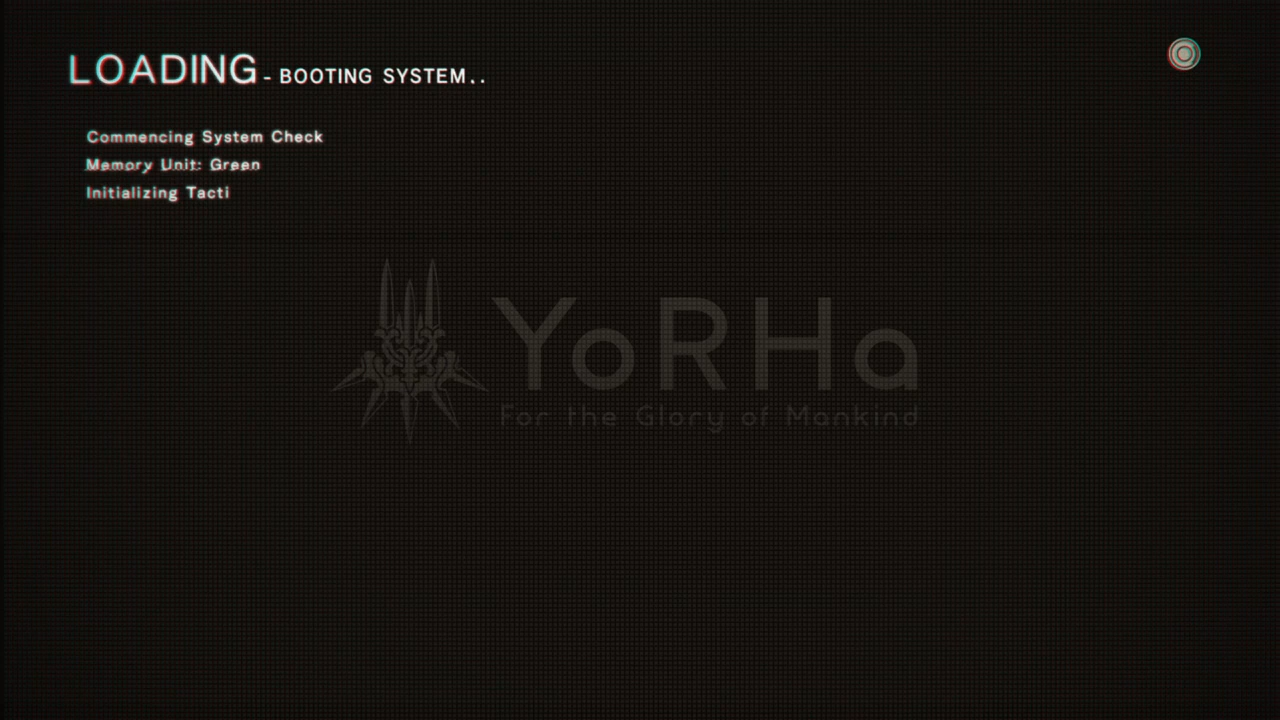 LOADING - BOOTING SYSTEM..
Commencing System Check
Memory Unit: Green
Initializing Tacti
YoRHa
For the Glory of Mankind